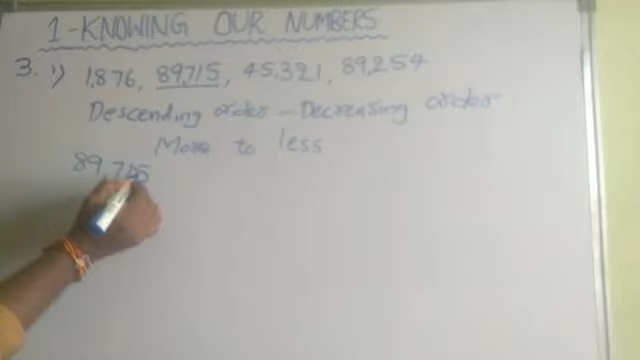 1-KNOWING OUR NUMBERS
3. i) 1,876, 89,715, 45,321, 89,254
Descending order - Decreasing order
More to less
89,715